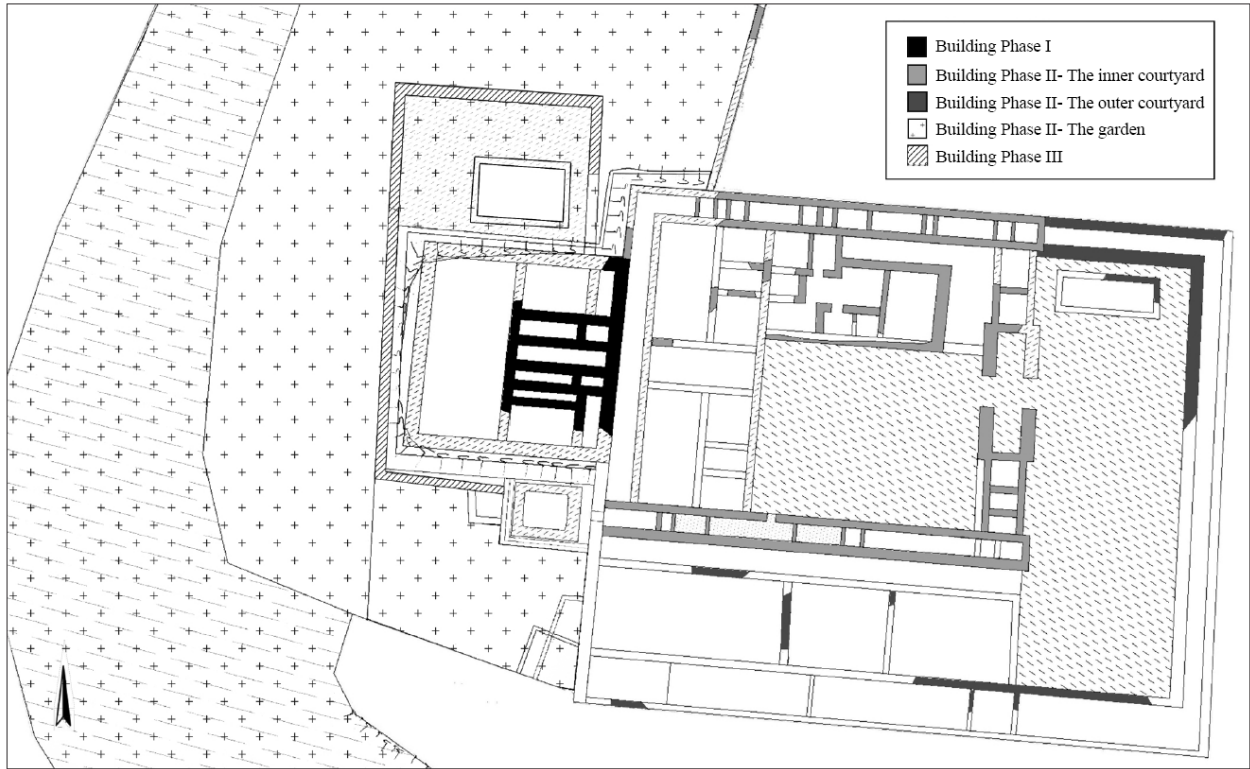 Building Phase I
Building Phase II- The inner courtyard
Building Phase II- The outer courtyard
Building Phase II- The garden
Building Phase III